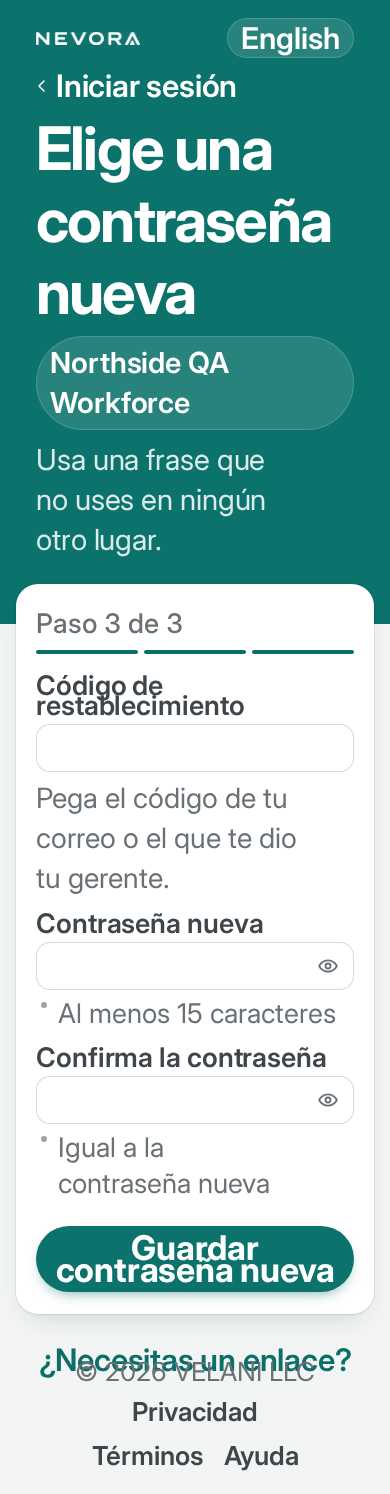 NEVORA
English
Iniciar sesión
Elige una
contraseña
nueva
Northside QA
Workforce
Usa una frase que
no uses en ningún
otro lugar.
Paso 3 de 3
Código de
restablecimiento
Pega el código de tu
correo o el que te dio
tu gerente.
Contraseña nueva
Al menos 15 caracteres
Confirma la contraseña
Igual a la
contraseña nueva
Guardar
contraseña nueva
¿Necesitas un enlace?
© 2026 VELANI LLC
Privacidad
Términos Ayuda